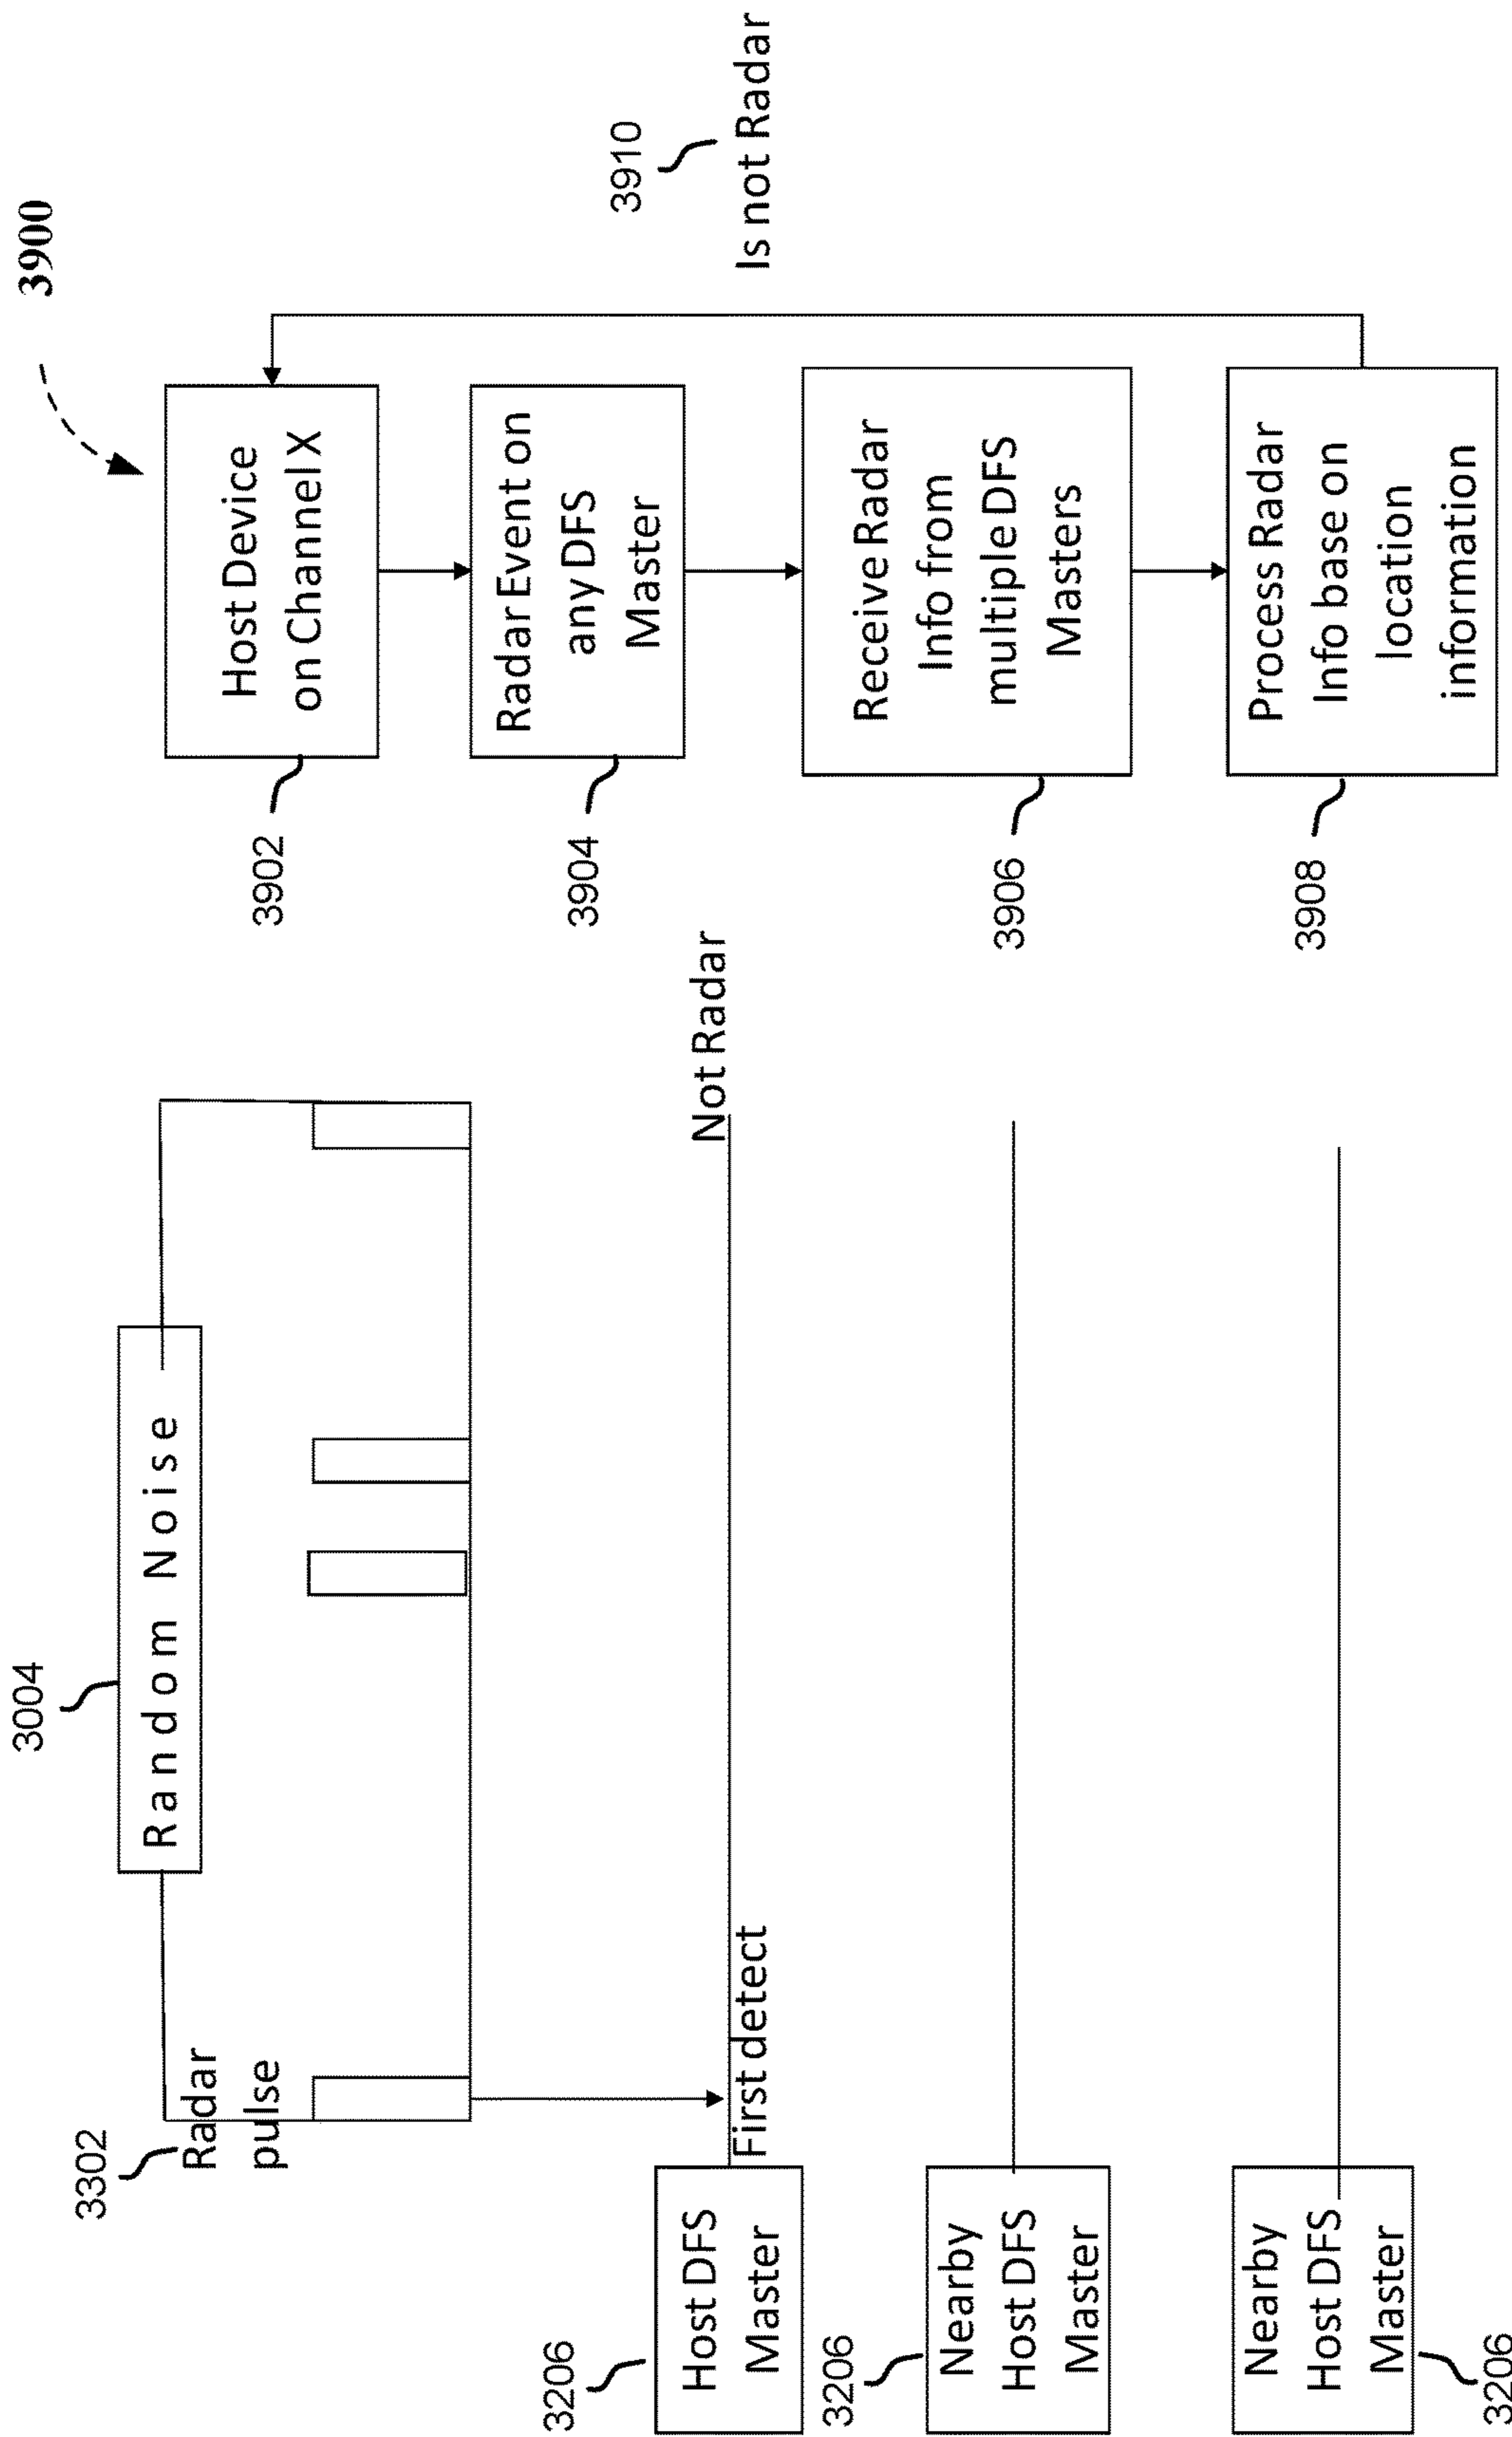 3004
Random Noise
3302
Radar
pulse
3206
Host DFS
Master
First detect
Not Radar
3206
Nearby
Host DFS
Master
3206
Nearby
Host DFS
Master
3900
3902
Host Device
on Channel X
3904
Radar Event on
any DFS
Master
3906
Receive Radar
Info from
multiple DFS
Masters
3908
Process Radar
Info base on
location
information
3910
Is not Radar